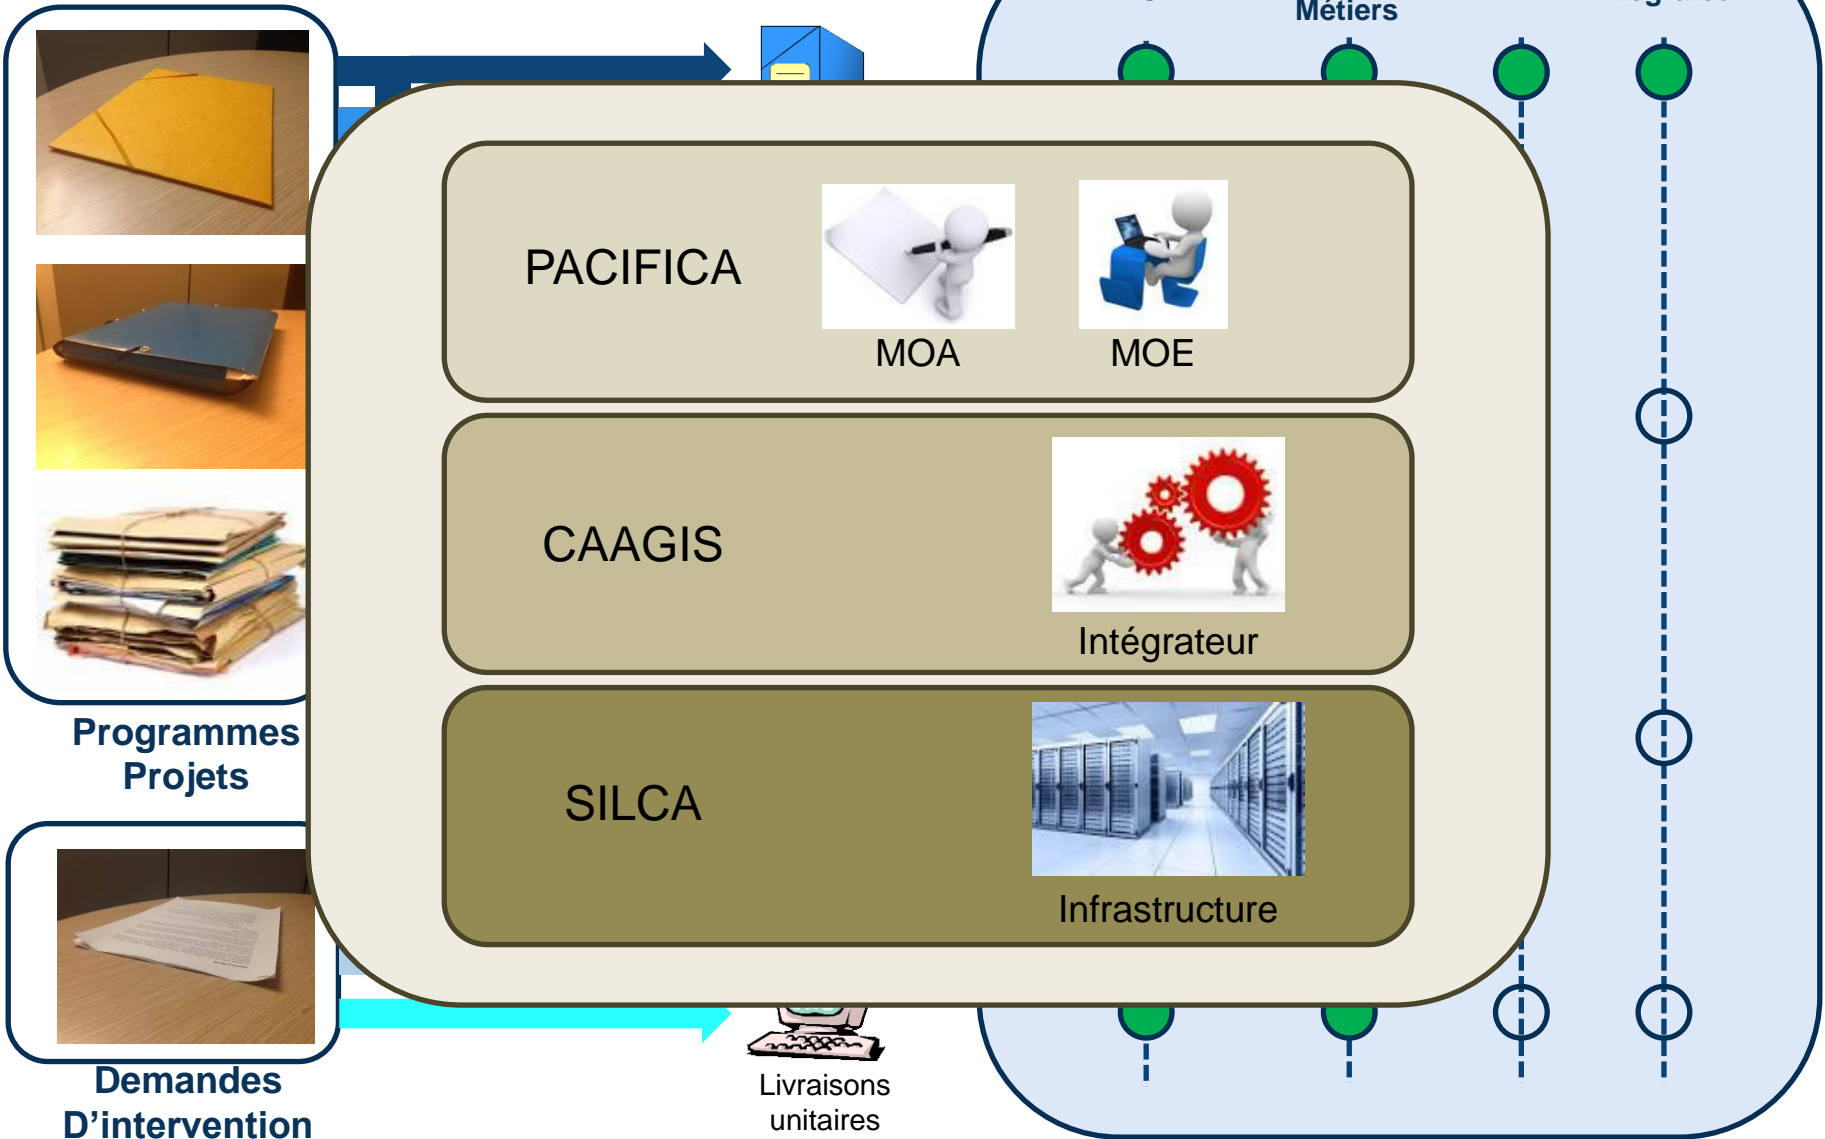 Métiers
PACIFICA
MOA
MOE
CAAGIS
Intégrateur
Programmes
Projets
SILCA
Infrastructure
Demandes
D’intervention
Livraisons
unitaires